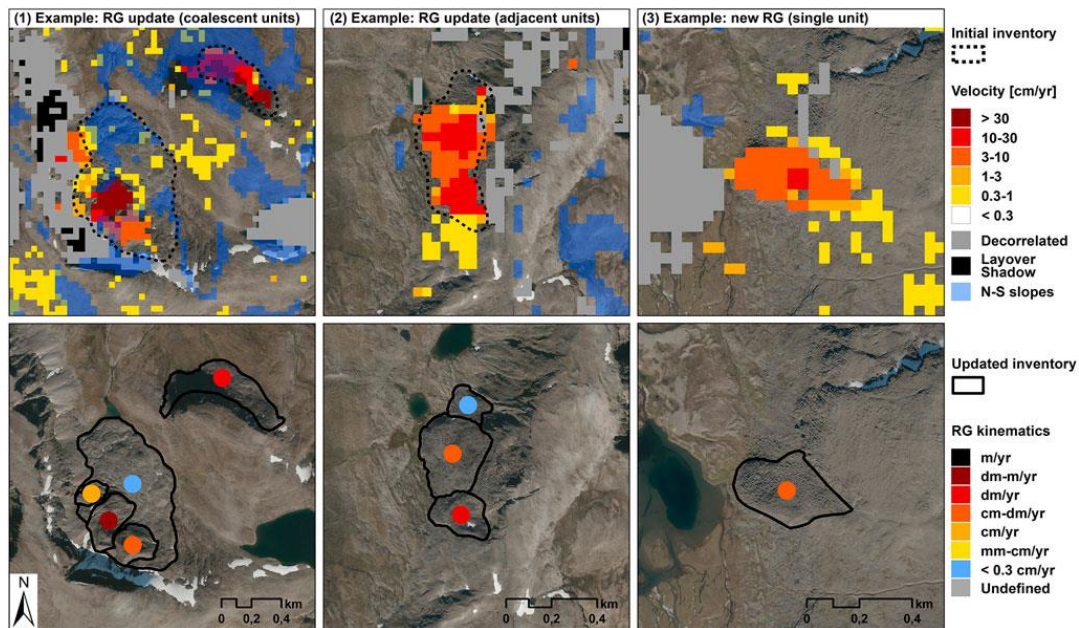 (1) Example: RG update (coalescent units)
(2) Example: RG update (adjacent units)
(3) Example: new RG (single unit)
Initial inventory
Velocity [cm/yr]
> 30
10-30
3-10
1-3
0.3-1
< 0.3
Decorrelated
Layover
Shadow
N-S slopes
Updated inventory
RG kinematics
m/yr
dm-m/yr
dm/yr
cm-dm/yr
cm/yr
mm-cm/yr
< 0.3 cm/yr
Undefined
N
km
0 0,2 0,4
km
0 0,2 0,4
km
0 0,2 0,4